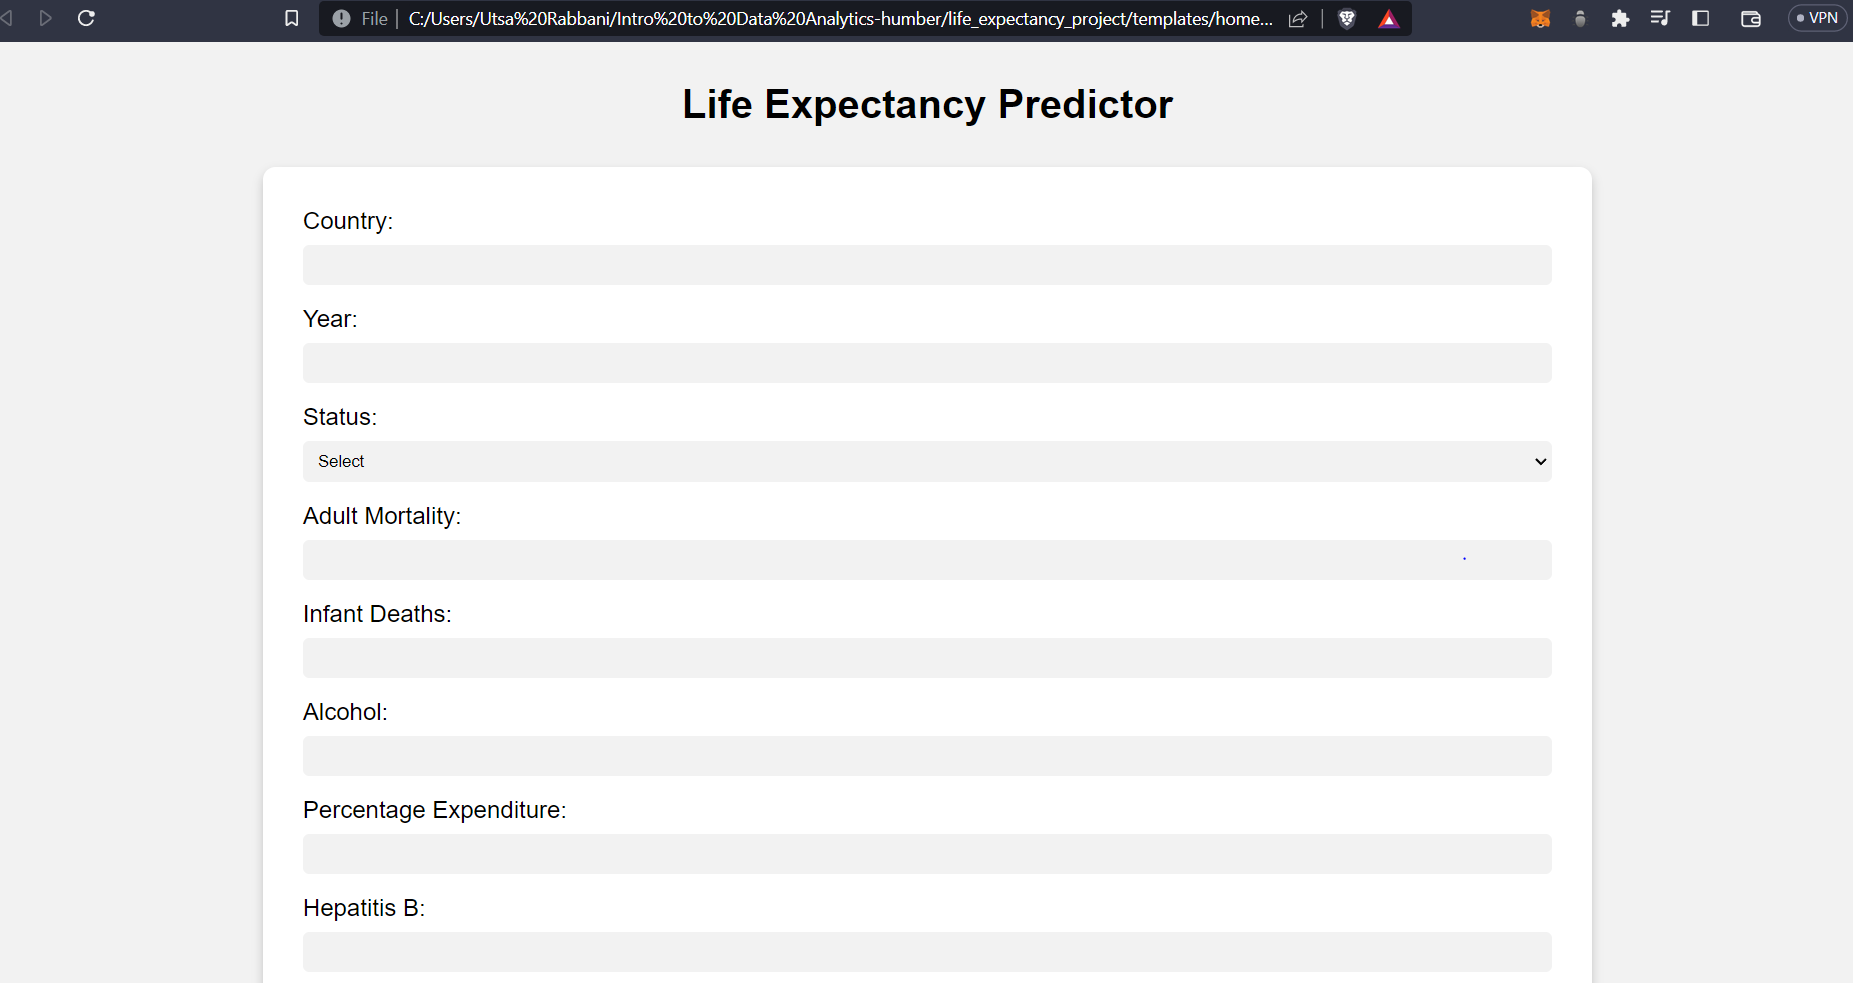 File | C:/Users/Utsa%20Rabbani/Intro%20to%20Data%20Analytics-humber/life_expectancy_project/templates/home...
VPN
Life Expectancy Predictor
Country:
Year:
Status:
Select
Adult Mortality:
Infant Deaths:
Alcohol:
Percentage Expenditure:
Hepatitis B: